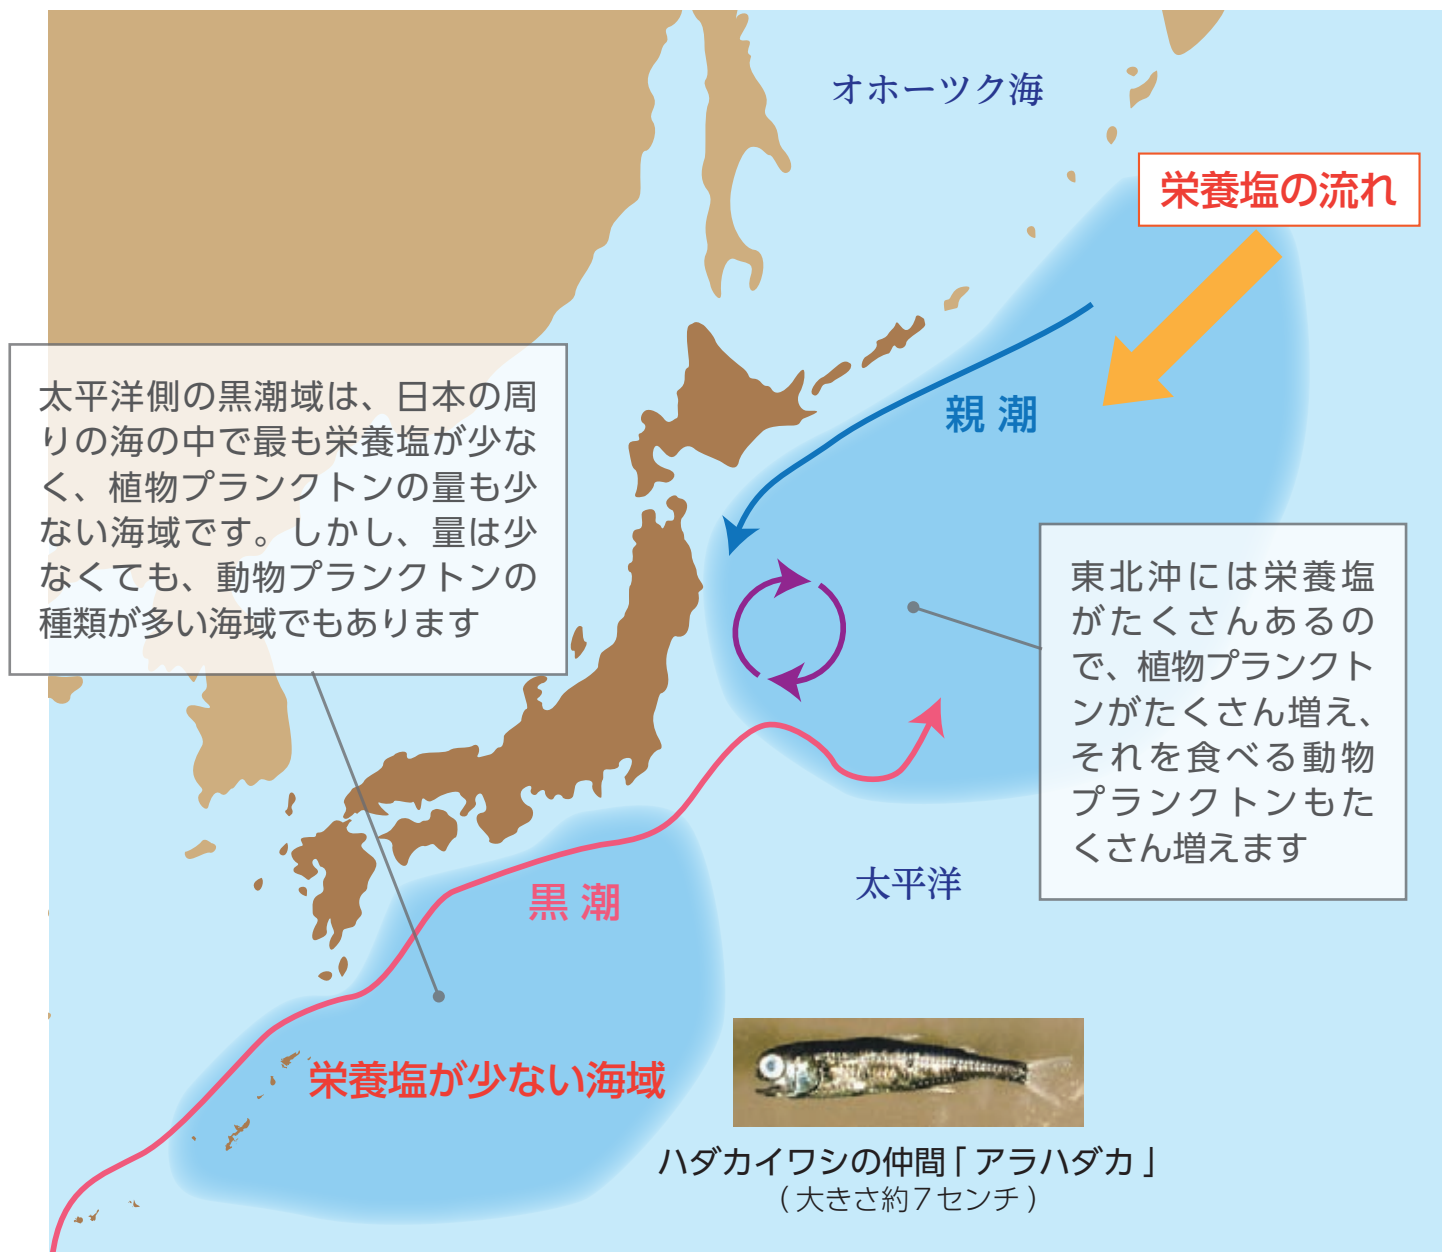 オホーツク海
栄養塩の流れ
太平洋側の黒潮域は、日本の周
りの海の中で最も栄養塩が少な
く、植物プランクトンの量も少
ない海域です。しかし、量は少
なくても、動物プランクトンの
種類が多い海域でもあります
親潮
東北沖には栄養塩
がたくさんあるの
で、植物プランクト
ンがたくさん増え、
それを食べる動物
プランクトンもた
くさん増えます
太平洋
黒潮
栄養塩が少ない海域
ハダカイワシの仲間「アラハダカ」
（大きさ約７センチ）